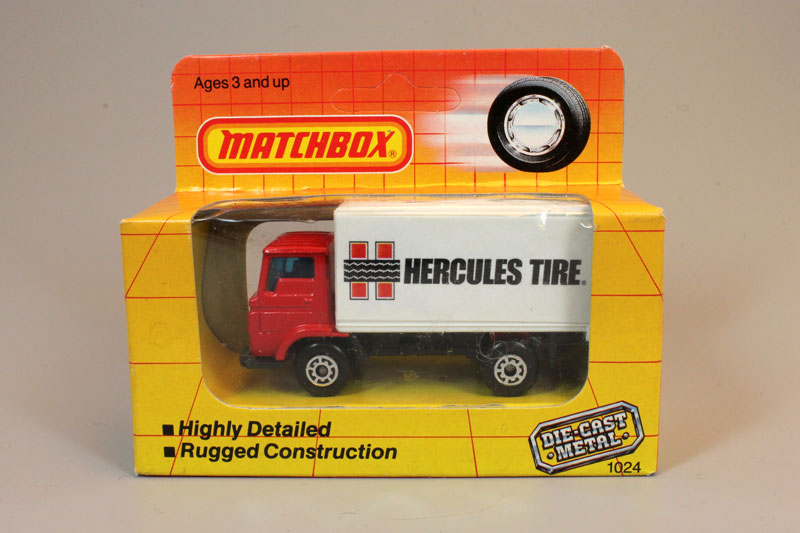 Ages 3 and up
MATCHBOX®
HERCULES TIRE®
■ Highly Detailed
■ Rugged Construction
DIE-CAST
METAL
1024